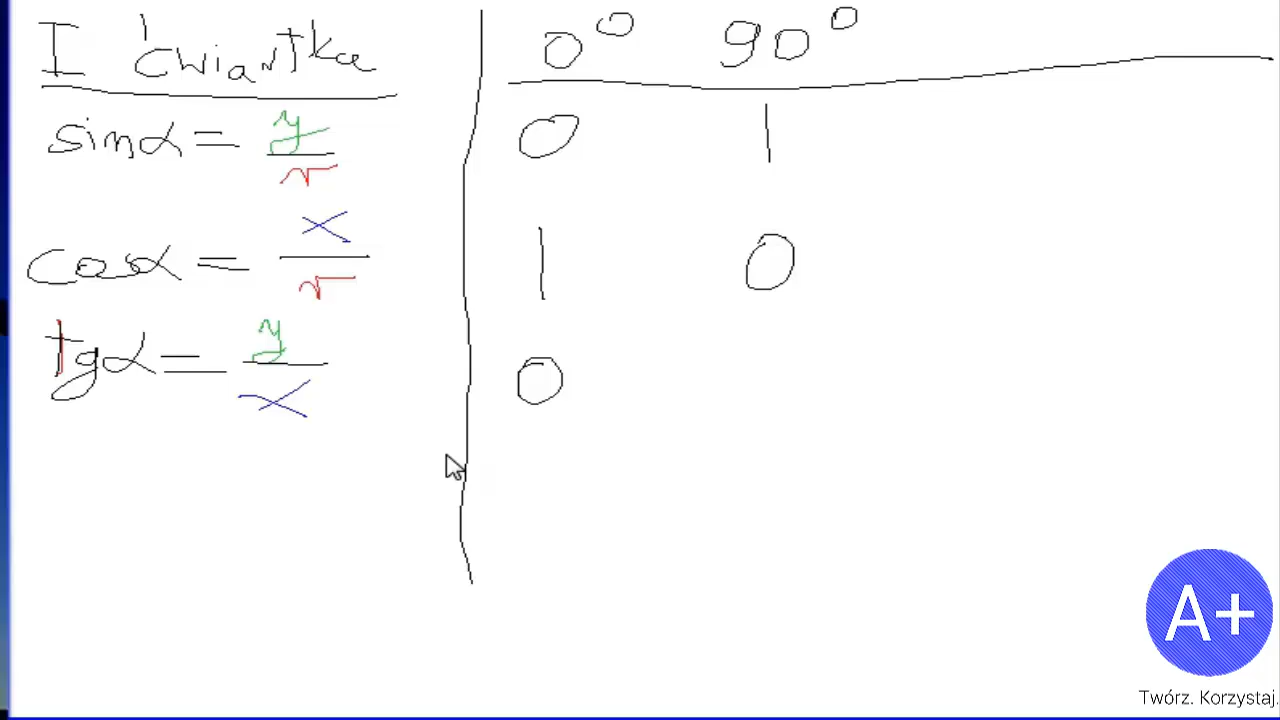 I ćwiartka 0° 90°
sinα = y/r 0 1
cosα = x/r 1 0
tgα = y/x 0
A+
Twórz. Korzystaj.